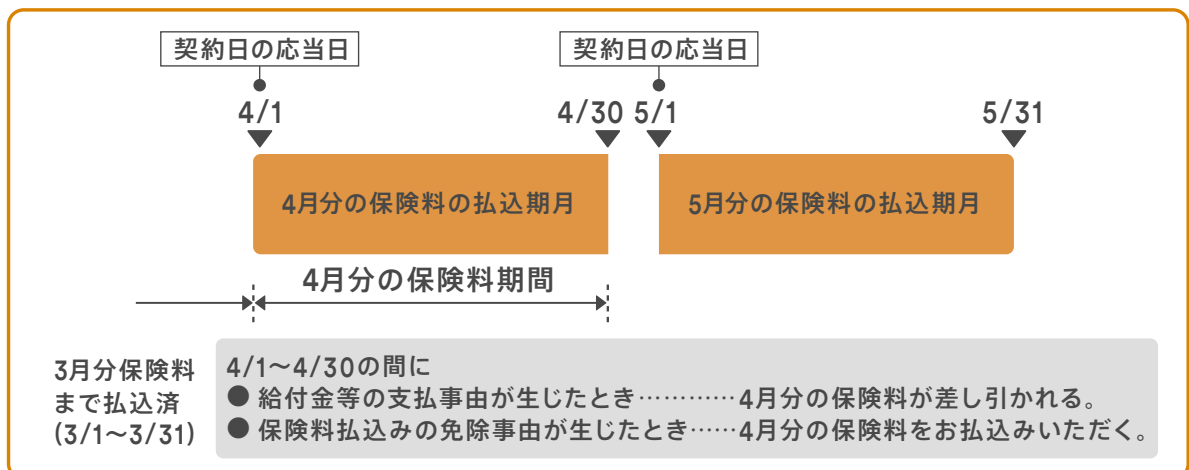 契約日の応当日 契約日の応当日
4/1 4/30 5/1 5/31
4月分の保険料の払込期月 5月分の保険料の払込期月
4月分の保険料期間
3月分保険料
まで払込済
(3/1〜3/31)
4/1〜4/30の間に
● 給付金等の支払事由が生じたとき…………4月分の保険料が差し引かれる。
● 保険料払込みの免除事由が生じたとき……4月分の保険料をお払込みいただく。